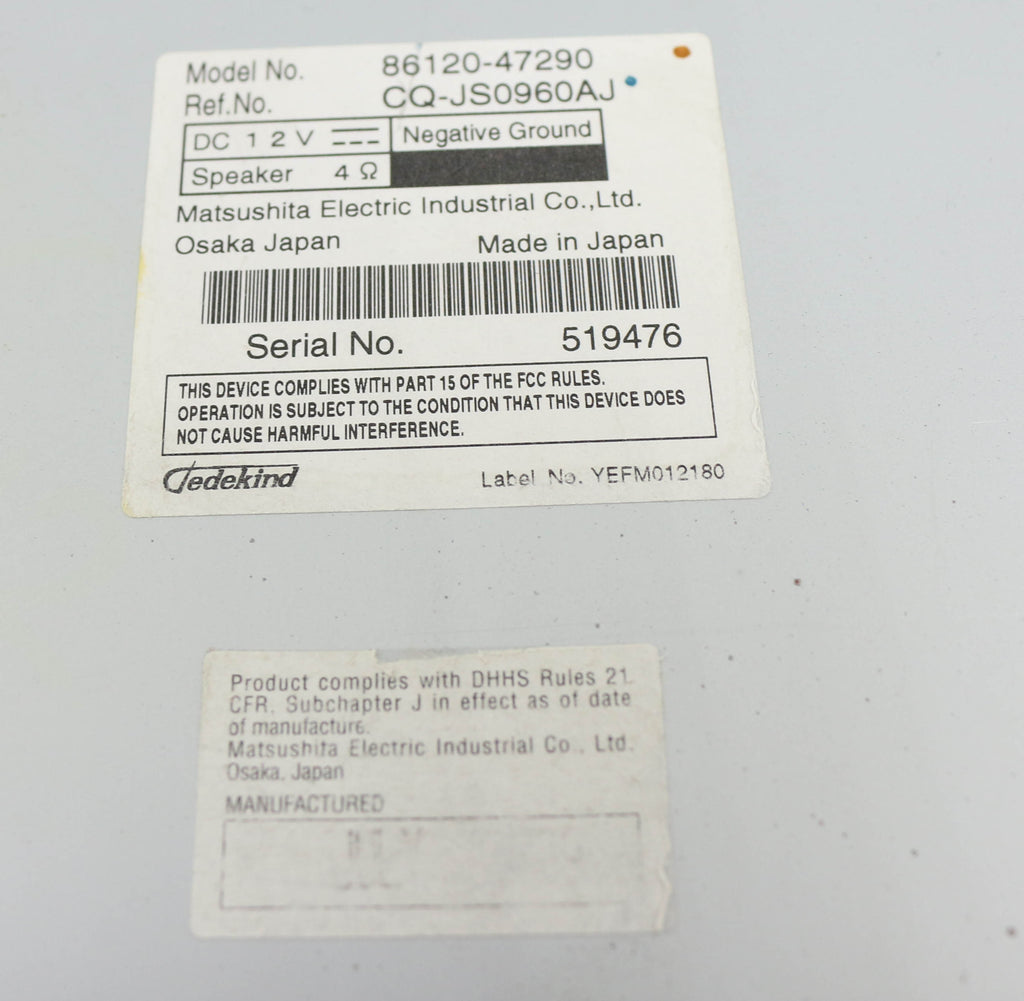 Model No. 86120-47290
Ref.No. CQ-JS0960AJ
DC 12V Negative Ground
Speaker 4 Ω
Matsushita Electric Industrial Co.,Ltd.
Osaka Japan Made in Japan
Serial No. 519476
THIS DEVICE COMPLIES WITH PART 15 OF THE FCC RULES.
OPERATION IS SUBJECT TO THE CONDITION THAT THIS DEVICE DOES
NOT CAUSE HARMFUL INTERFERENCE.
Jedekind Label No. YEFM012180
Product complies with DHHS Rules 21
CFR, Subchapter J in effect as of date
of manufacture.
Matsushita Electric Industrial Co., Ltd.
Osaka, Japan
MANUFACTURED